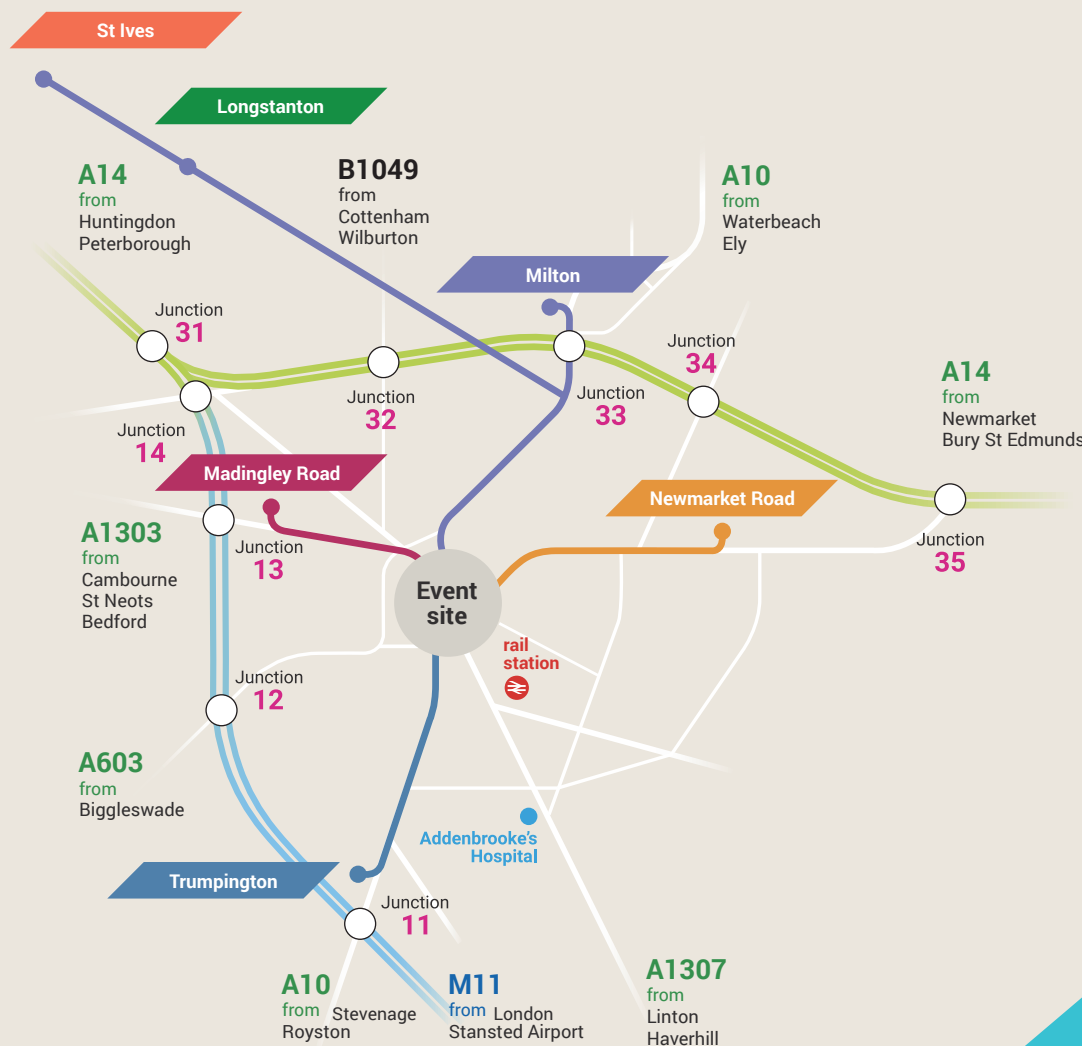 St Ives
Longstanton
A14
from
Huntingdon
Peterborough
B1049
from
Cottenham
Wilburton
A10
from
Waterbeach
Ely
Milton
Junction
31
Junction
32
Junction
33
Junction
34
A14
from
Newmarket
Bury St Edmunds
Junction
14
Madingley Road
Newmarket Road
Junction
35
A1303
from
Cambourne
St Neots
Bedford
Junction
13
Event
site
rail
station
Junction
12
A603
from
Biggleswade
Addenbrooke's
Hospital
Trumpington
Junction
11
A10
from Stevenage
Royston
M11
from London
Stansted Airport
A1307
from
Linton
Haverhill